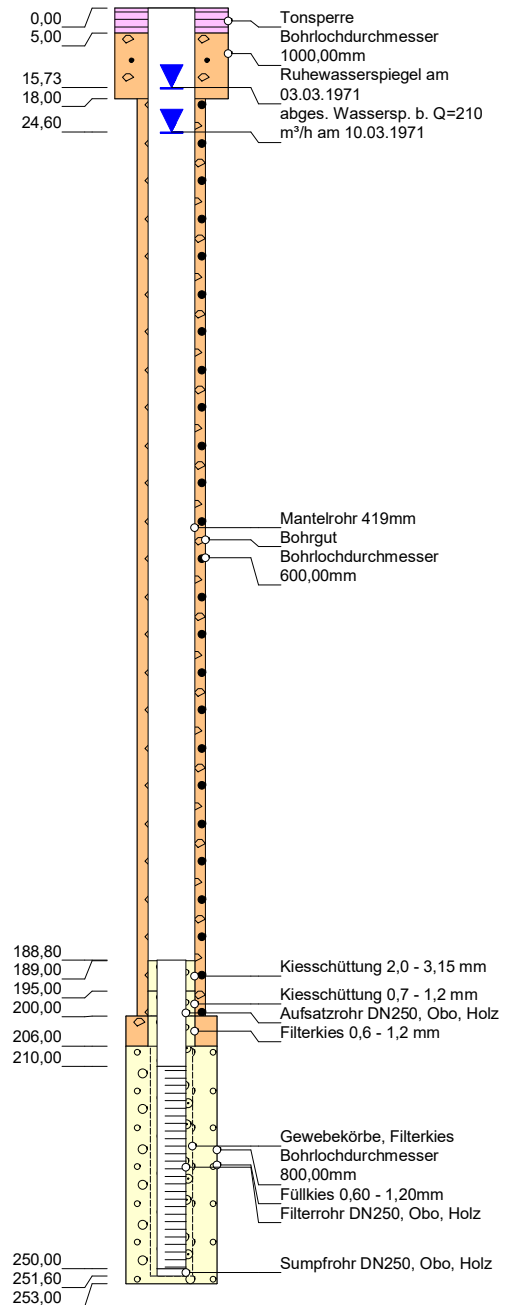 0,00
5,00
15,73
18,00
24,60
188,80
189,00
195,00
200,00
206,00
210,00
250,00
251,60
253,00
Tonsperre
Bohrlochdurchmesser
1000,00mm
Ruhewasserspiegel am
03.03.1971
abges. Wassersp. b. Q=210
m³/h am 10.03.1971
Mantelrohr 419mm
Bohrgut
Bohrlochdurchmesser
600,00mm
Kiesschüttung 2,0 - 3,15 mm
Kiesschüttung 0,7 - 1,2 mm
Aufsatzrohr DN250, Obo, Holz
Filterkies 0,6 - 1,2 mm
Gewebekörbe, Filterkies
Bohrlochdurchmesser
800,00mm
Füllkies 0,60 - 1,20mm
Filterrohr DN250, Obo, Holz
Sumpfrohr DN250, Obo, Holz